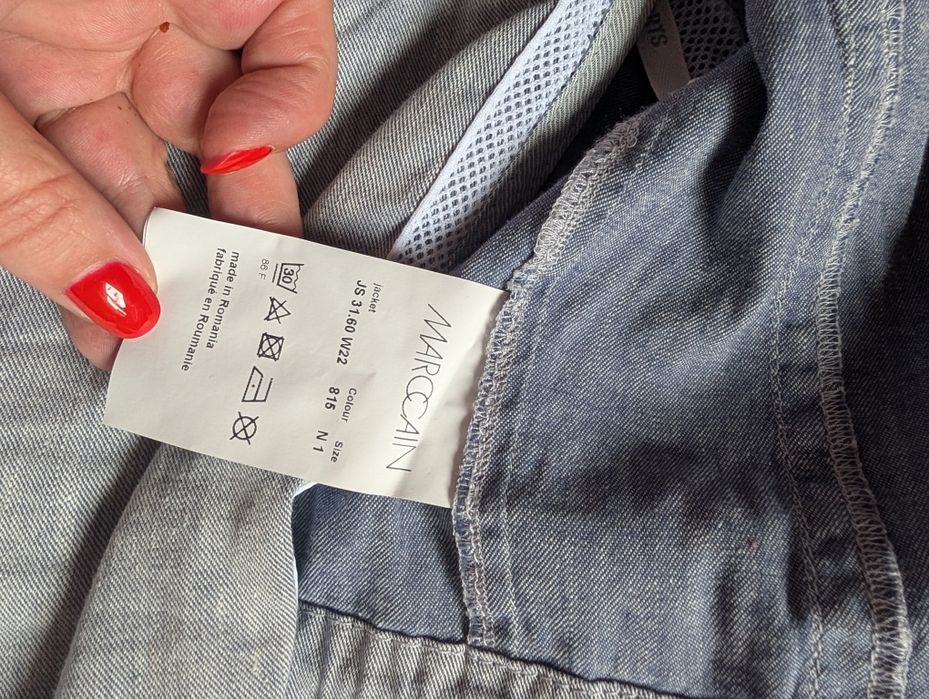 MARCCAIN
jacket
Colour
Size
JS 31.60 W22
815
N 1
30
86 F
made in Romania
fabriqué en Roumanie